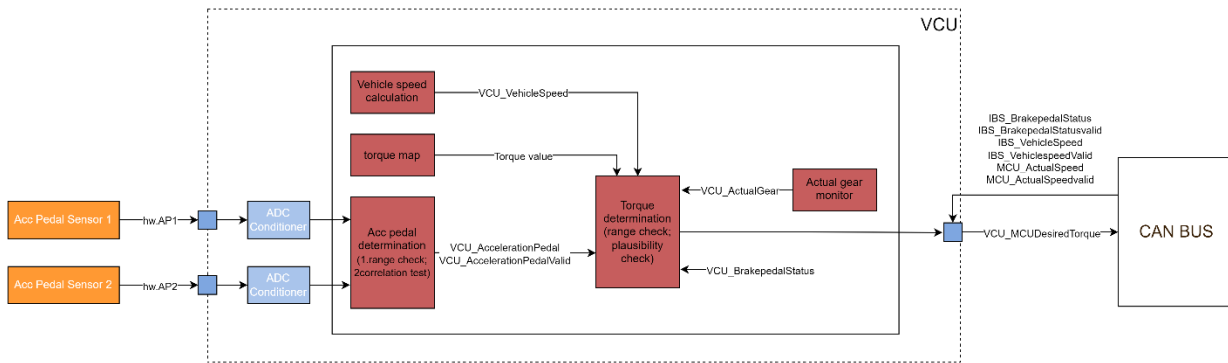 VCU
Vehicle speed
calculation
VCU_VehicleSpeed
torque map
Torque value
IBS_BrakepedalStatus
IBS_BrakepedalStatusvalid
IBS_VehicleSpeed
IBS_VehiclespeedValid
MCU_ActualSpeed
MCU_ActualSpeedvalid
Acc Pedal Sensor 1
hw.AP1
ADC
Conditioner
Acc pedal
determination
(1.range check;
2correlation test)
VCU_AccelerationPedal
VCU_AccelerationPedalValid
Torque
determination
(range check;
plausibility
check)
VCU_ActualGear
Actual gear
monitor
VCU_MCUDesiredTorque
CAN BUS
VCU_BrakepedalStatus
Acc Pedal Sensor 2
hw.AP2
ADC
Conditioner